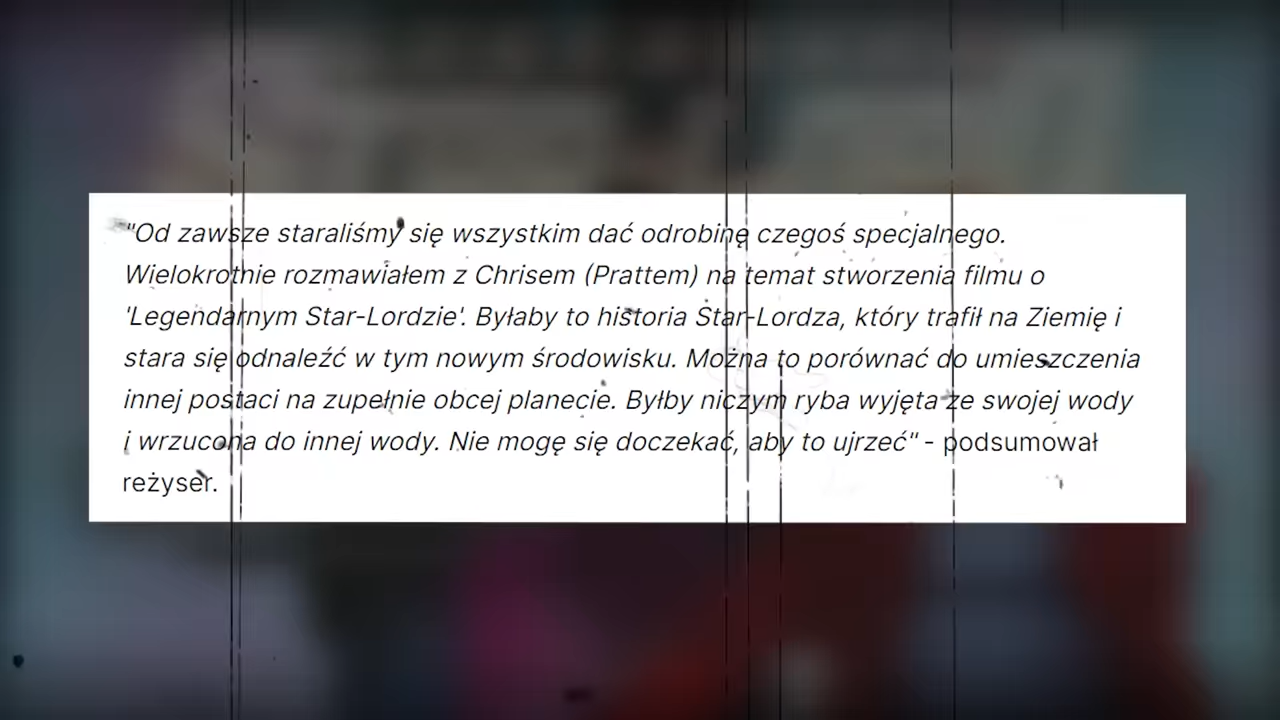 "Od zawsze staraliśmy się wszystkim dać odrobinę czegoś specjalnego.
Wielokrotnie rozmawiałem z Chrisem (Prattem) na temat stworzenia filmu o
'Legendarnym Star-Lordzie'. Byłaby to historia Star-Lordza, który trafił na Ziemię i
stara się odnaleźć w tym nowym środowisku. Można to porównać do umieszczenia
innej postaci na zupełnie obcej planecie. Byłby niczym ryba wyjęta ze swojej wody
i wrzucona do innej wody. Nie mogę się doczekać, aby to ujrzeć" - podsumował
reżyser.